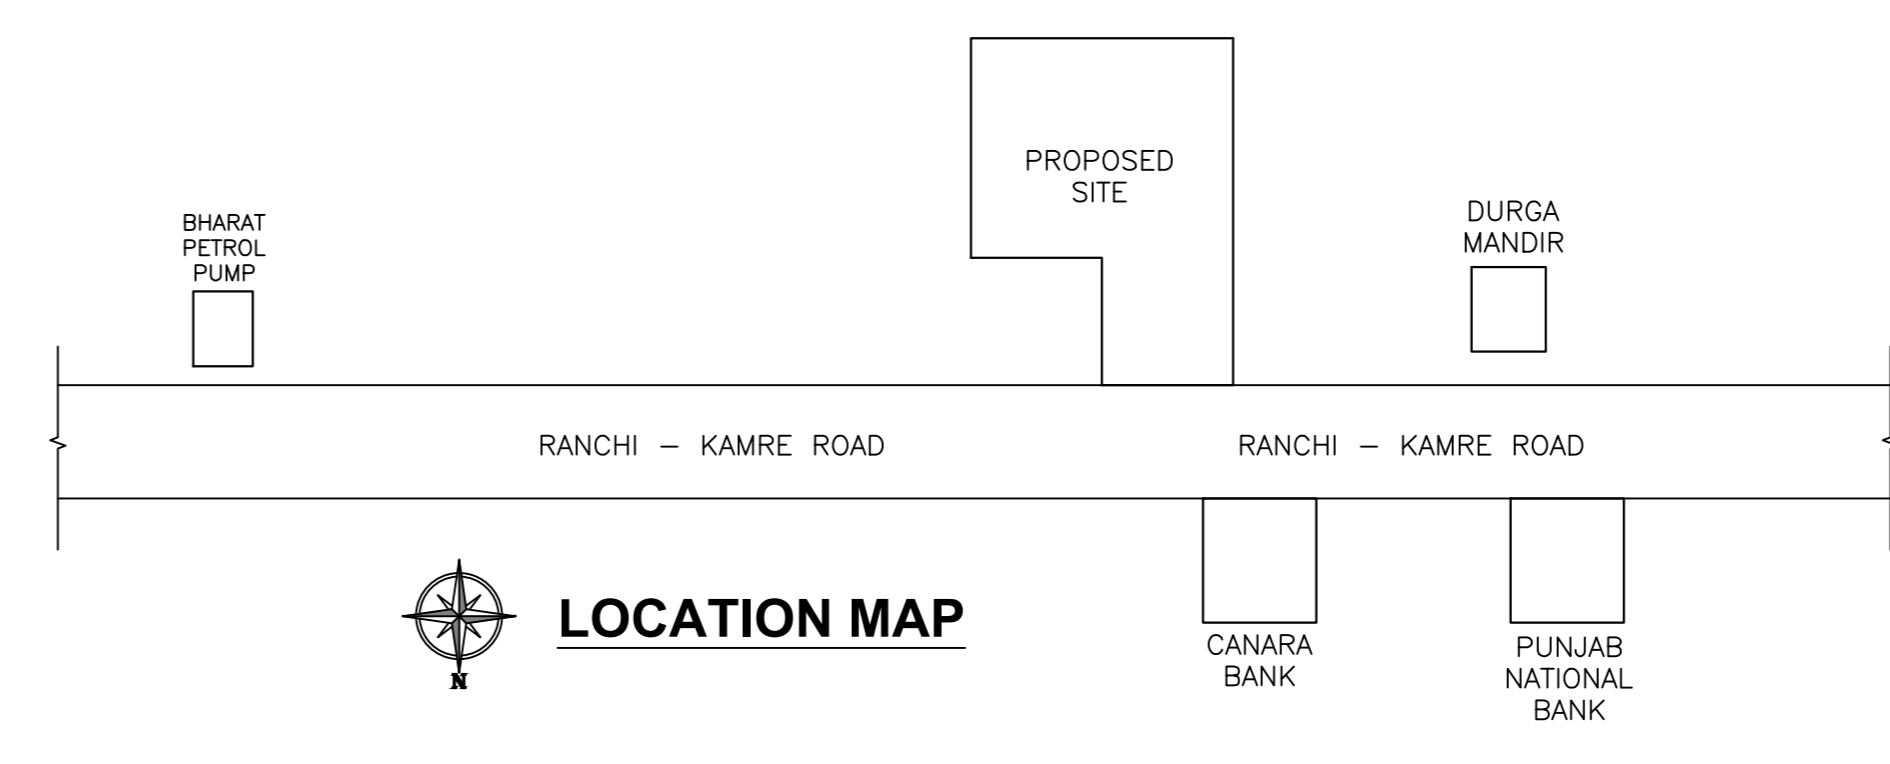 PROPOSED
SITE
BHARAT
PETROL
PUMP
DURGA
MANDIR
RANCHI – KAMRE ROAD
RANCHI – KAMRE ROAD
N
LOCATION MAP
CANARA
BANK
PUNJAB
NATIONAL
BANK